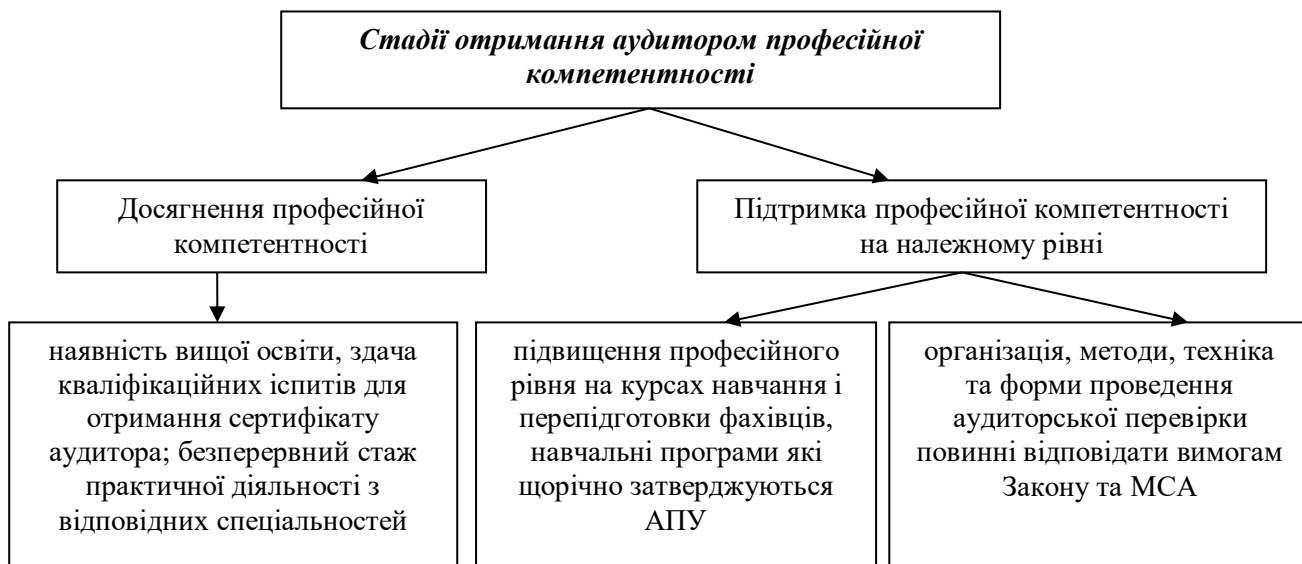 Стадії отримання аудитором професійної
компетентності
Досягнення професійної
компетентності
Підтримка професійної компетентності
на належному рівні
наявність вищої освіти, здача
кваліфікаційних іспитів для
отримання сертифікату
аудитора; безперервний стаж
практичної діяльності з
відповідних спеціальностей
підвищення професійного
рівня на курсах навчання і
перепідготовки фахівців,
навчальні програми які
щорічно затверджуються
АПУ
організація, методи, техніка
та форми проведення
аудиторської перевірки
повинні відповідати вимогам
Закону та МСА